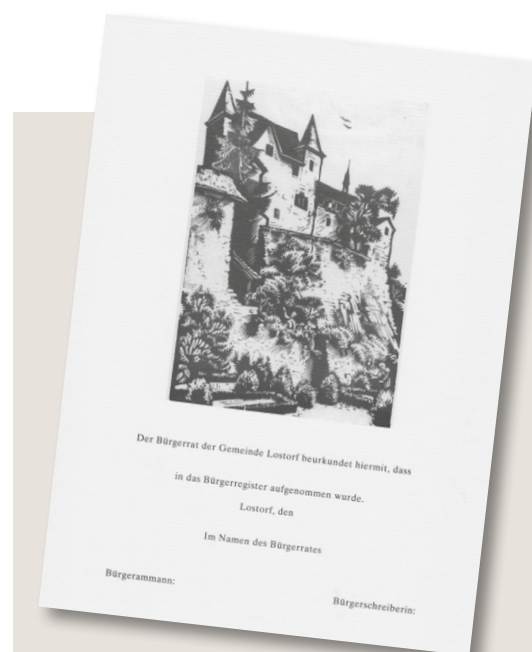 Der Bürgerrat der Gemeinde Lostorf beurkundet hiermit, dass
in das Bürgerregister aufgenommen wurde.
Lostorf, den
Im Namen des Bürgerrates
Bürgerammann:
Bürgerschreiberin: